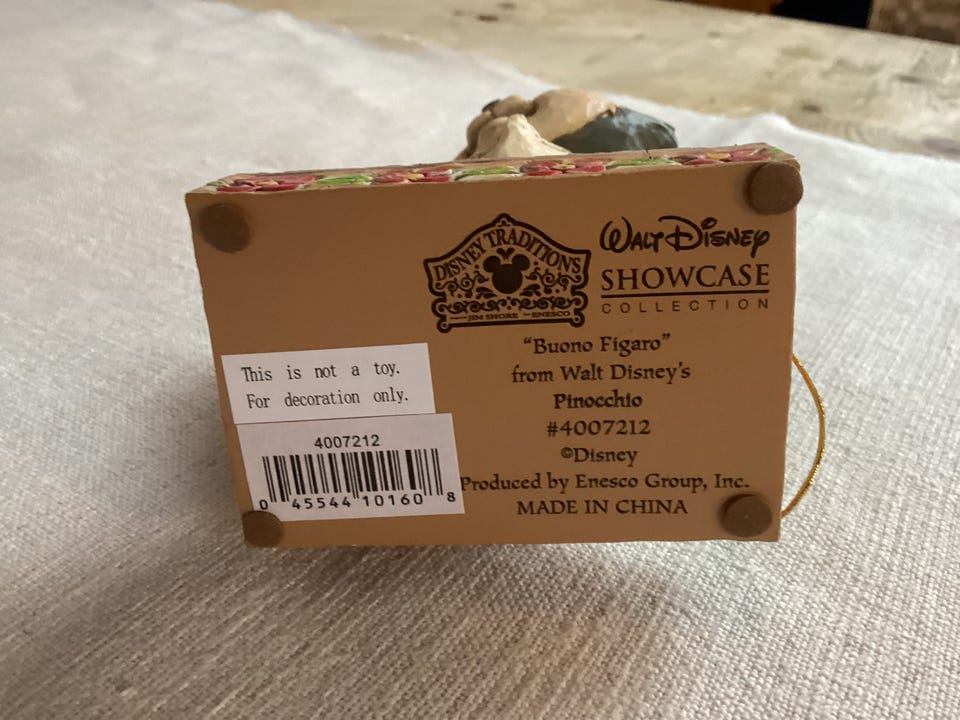 DISNEY TRADITIONS
JIM SHORE ENESCO
WALT DISNEY
SHOWCASE
COLLECTION
“Buono Figaro”
from Walt Disney’s
Pinocchio
#4007212
©Disney
Produced by Enesco Group, Inc.
MADE IN CHINA
This is not a toy.
For decoration only.
4007212
0 45544 10160 8